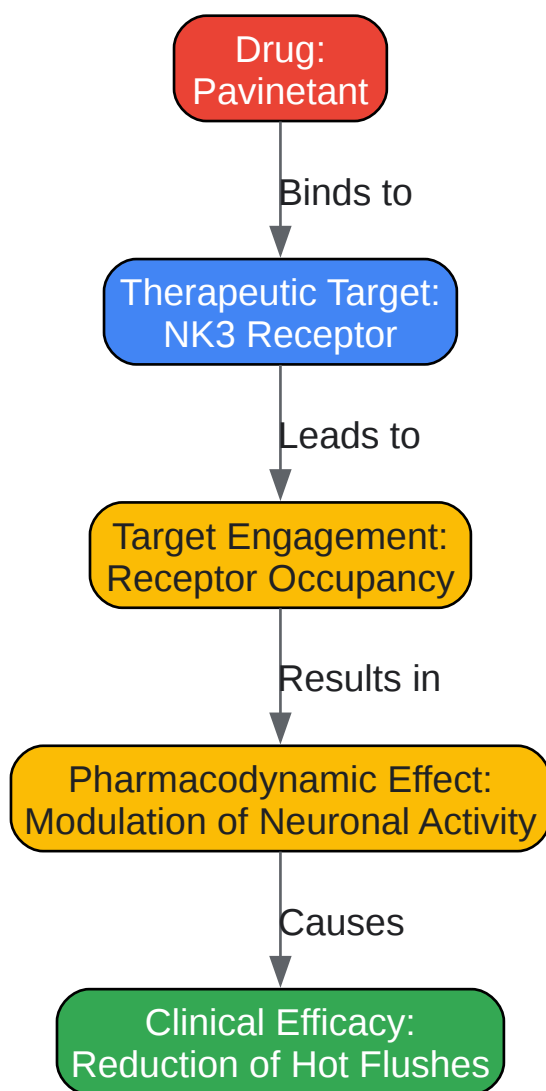 Drug:
Pavinetant
Binds to
Therapeutic Target:
NK3 Receptor
Leads to
Target Engagement:
Receptor Occupancy
Results in
Pharmacodynamic Effect:
Modulation of Neuronal Activity
Causes
Clinical Efficacy:
Reduction of Hot Flushes